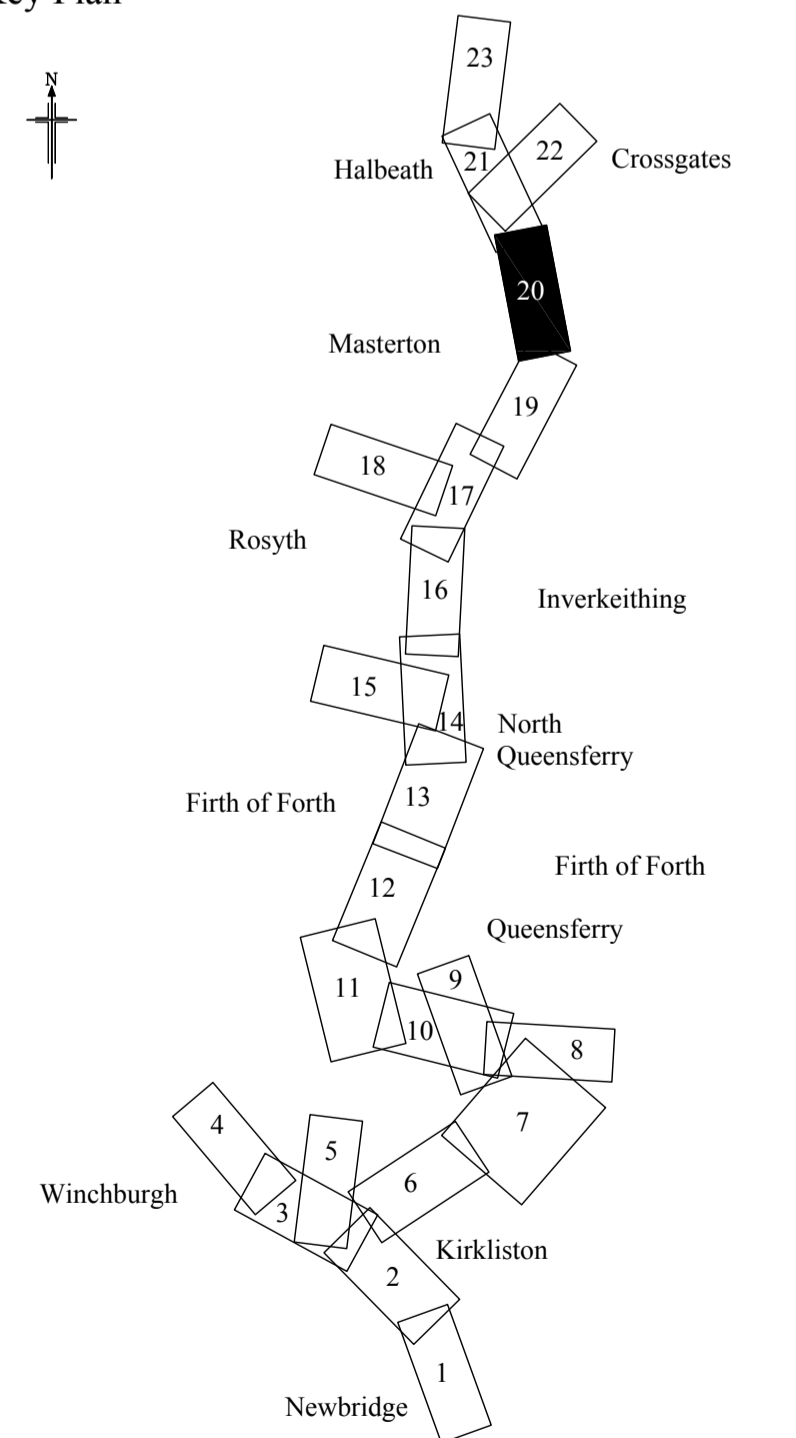 Key Plan
N
23
22
21
Halbeath
Crossgates
20
Masterton
19
18
17
Rosyth
16
Inverkeithing
15
14
North
Queensferry
13
Firth of Forth
12
Firth of Forth
Queensferry
9
11
10
8
7
4
5
6
Winchburgh
3
Kirkliston
2
1
Newbridge